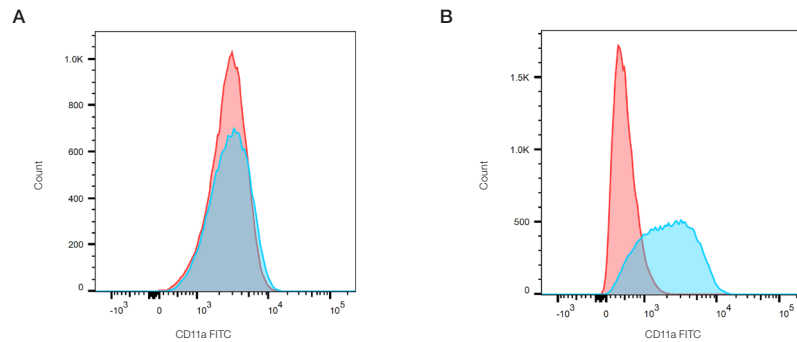 A
1.0K
800
600
400
200
0
Count
-10³ 0 10³ 10⁴ 10⁵
CD11a FITC
B
1.5K
1.0K
500
0
Count
-10³ 0 10³ 10⁴ 10⁵
CD11a FITC